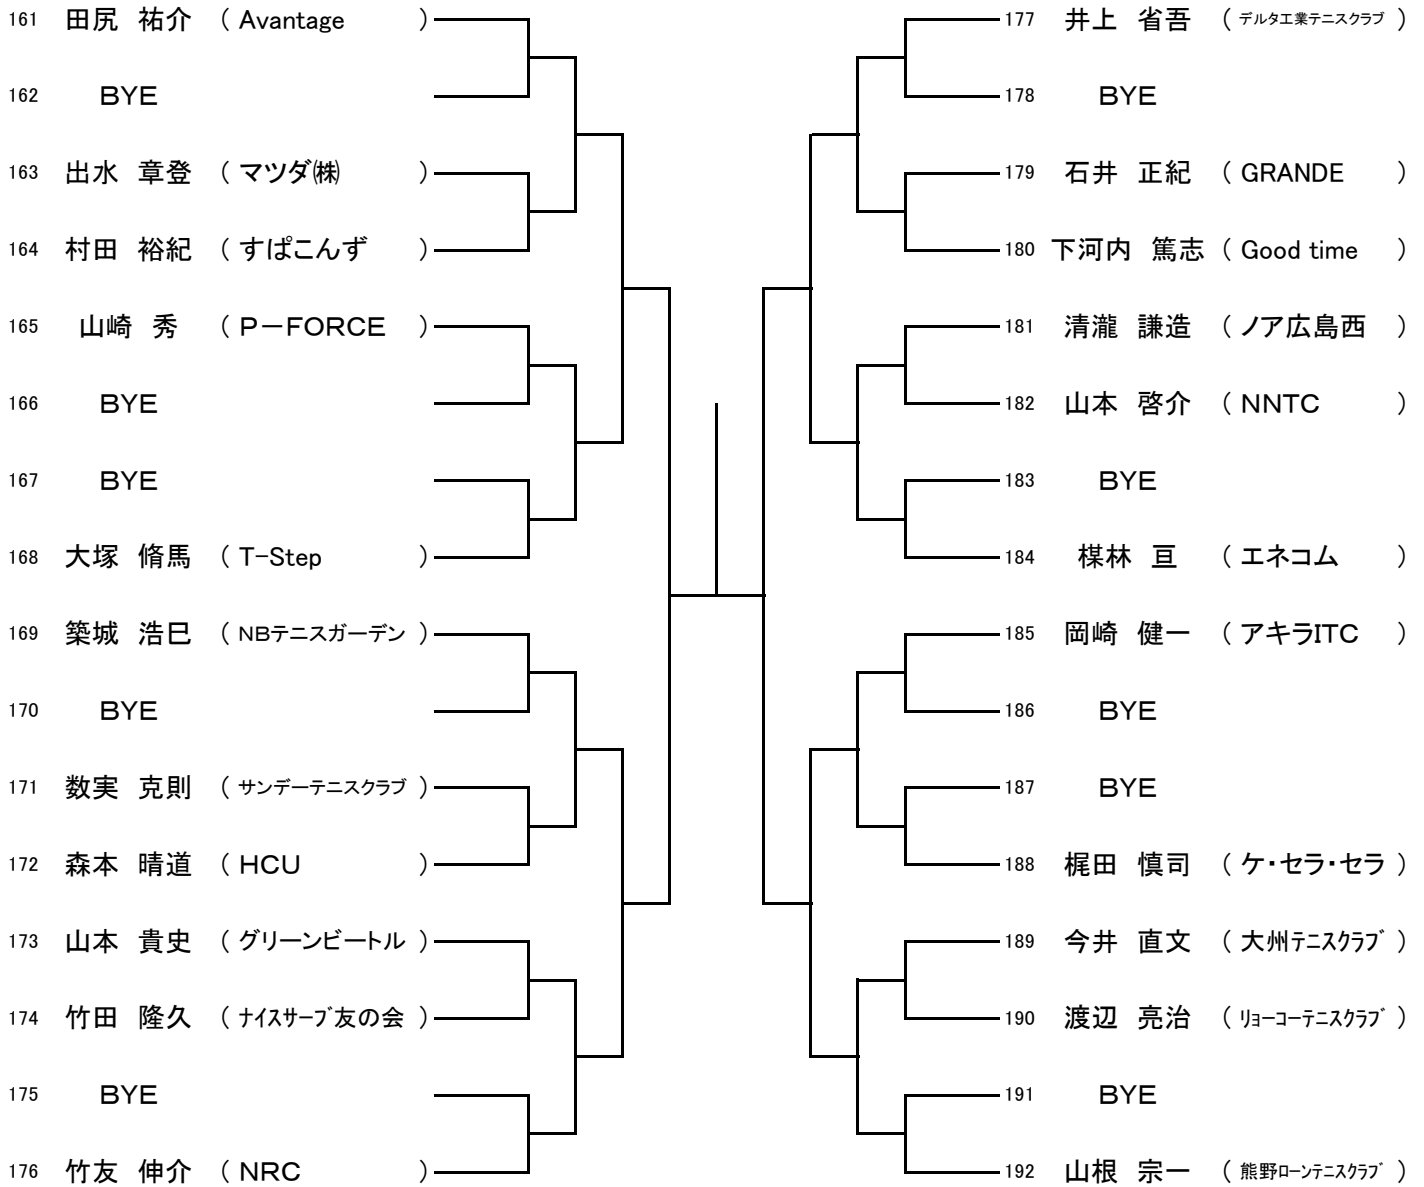 161 田尻 祐介 ( Avantage )
162 BYE
163 出水 章登 ( マツダ㈱ )
164 村田 裕紀 ( すぱこんず )
165 山崎 秀 ( P－FORCE )
166 BYE
167 BYE
168 大塚 脩馬 ( T-Step )
169 築城 浩巳 ( NBテニスガーデン )
170 BYE
171 数実 克則 ( サンデーテニスクラブ )
172 森本 晴道 ( HCU )
173 山本 貴史 ( グリーンビートル )
174 竹田 隆久 ( ﾅｲｽサーブ友の会 )
175 BYE
176 竹友 伸介 ( NRC )
177 井上 省吾 ( デルタ工業テニスクラブ )
178 BYE
179 石井 正紀 ( GRANDE )
180 下河内 篤志 ( Good time )
181 清瀧 謙造 ( ノア広島西 )
182 山本 啓介 ( NNTC )
183 BYE
184 楳林 亘 ( エネコム )
185 岡崎 健一 ( アキラITC )
186 BYE
187 BYE
188 梶田 慎司 ( ケ・セラ・セラ )
189 今井 直文 ( 大州ﾃﾆｽｸﾗﾌﾞ )
190 渡辺 亮治 ( ﾘｮｰｺｰﾃﾆｽｸﾗﾌﾞ )
191 BYE
192 山根 宗一 ( 熊野ﾛｰﾝﾃﾆｽｸﾗﾌﾞ )